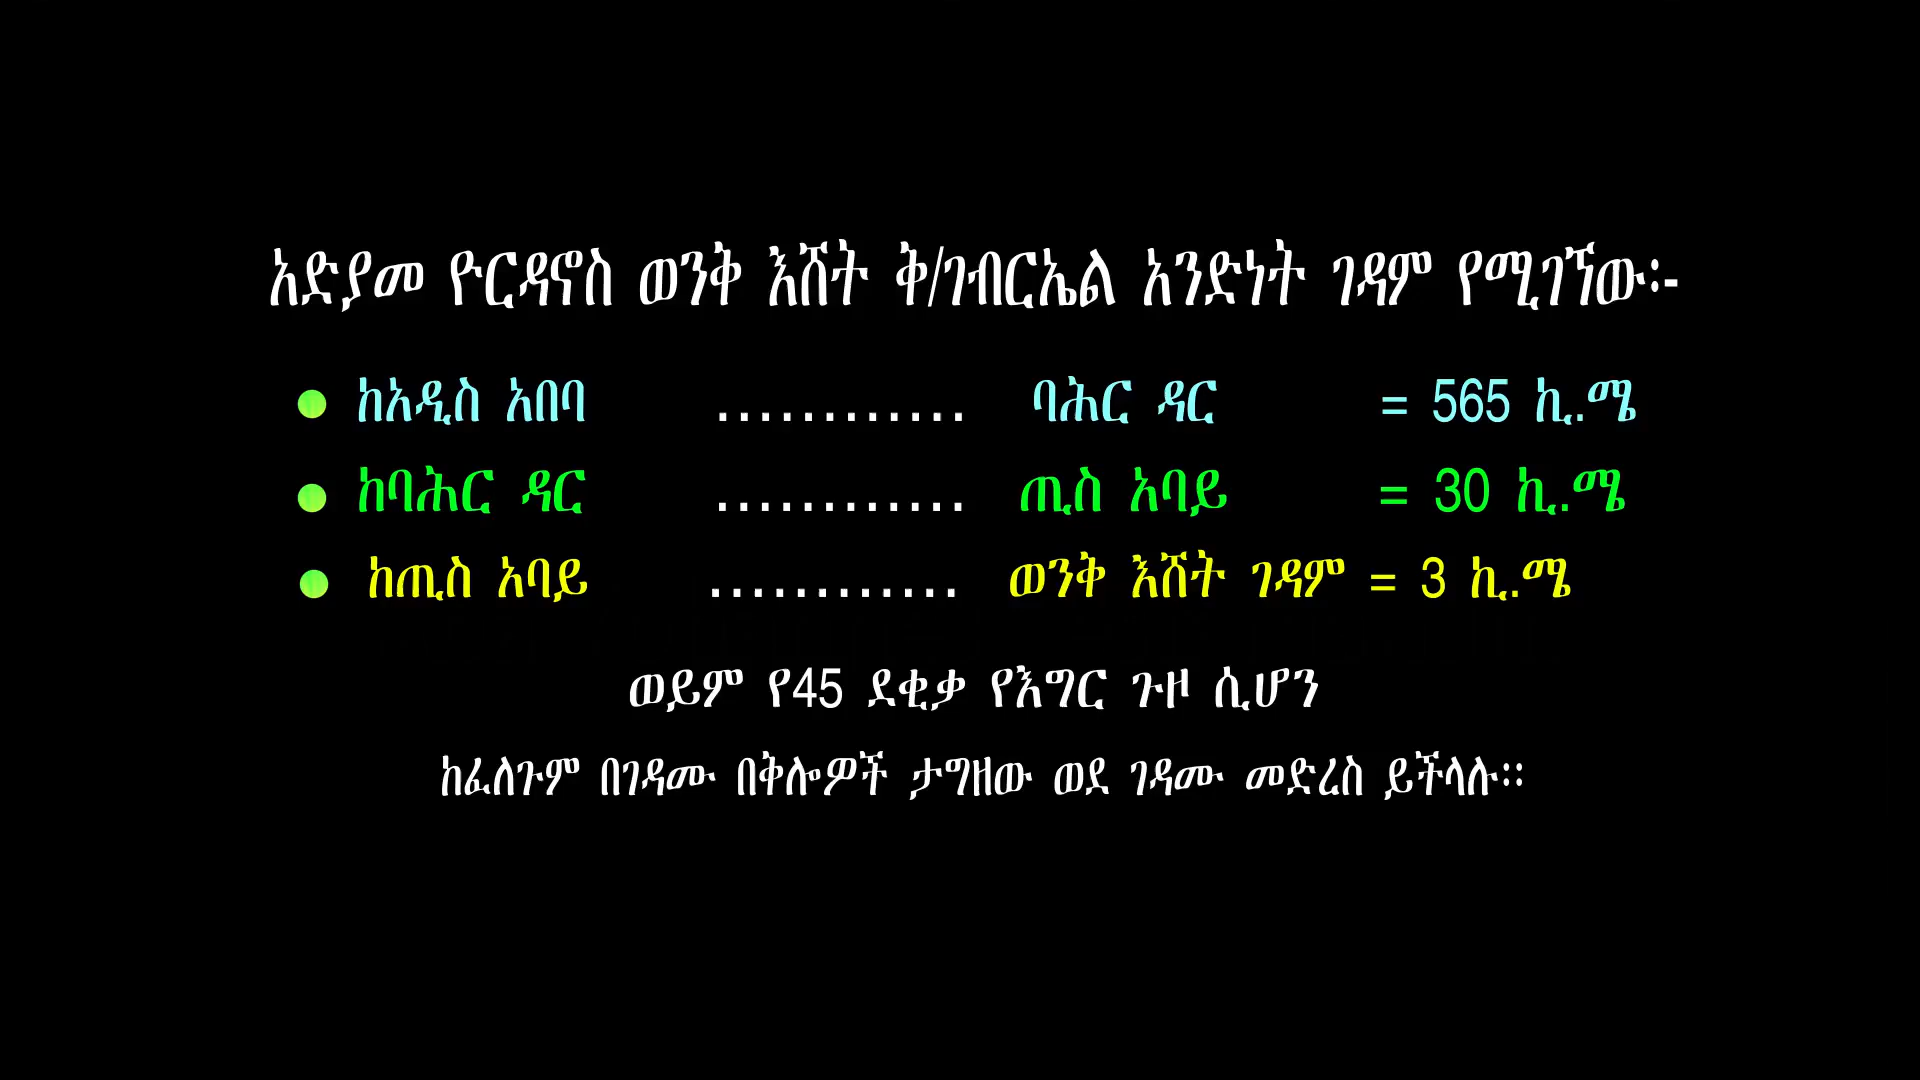 አድያመ ዮርዳኖስ ወንቅ እሸት ቅ/ገብርኤል አንድነት ገዳም የሚገኘው፡-
● ከአዲስ አበባ ............ ባሕር ዳር = 565 ኪ.ሜ
● ከባሕር ዳር ............ ጢስ አባይ = 30 ኪ.ሜ
● ከጢስ አባይ ............ ወንቅ እሸት ገዳም = 3 ኪ.ሜ
ወይም የ45 ደቂቃ የእግር ጉዞ ሲሆን
ከፈለጉም በገዳሙ በቅሎዎች ታግዘው ወደ ገዳሙ መድረስ ይችላሉ፡፡